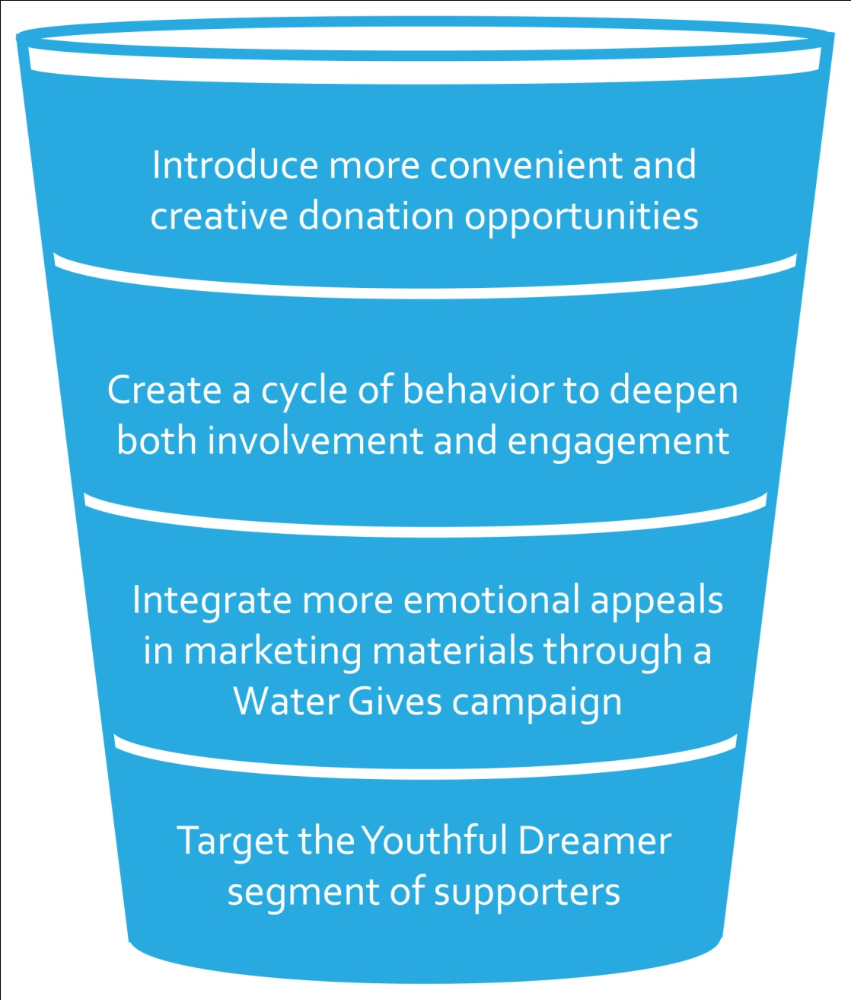 Introduce more convenient and
creative donation opportunities
Create a cycle of behavior to deepen
both involvement and engagement
Integrate more emotional appeals
in marketing materials through a
Water Gives campaign
Target the Youthful Dreamer
segment of supporters